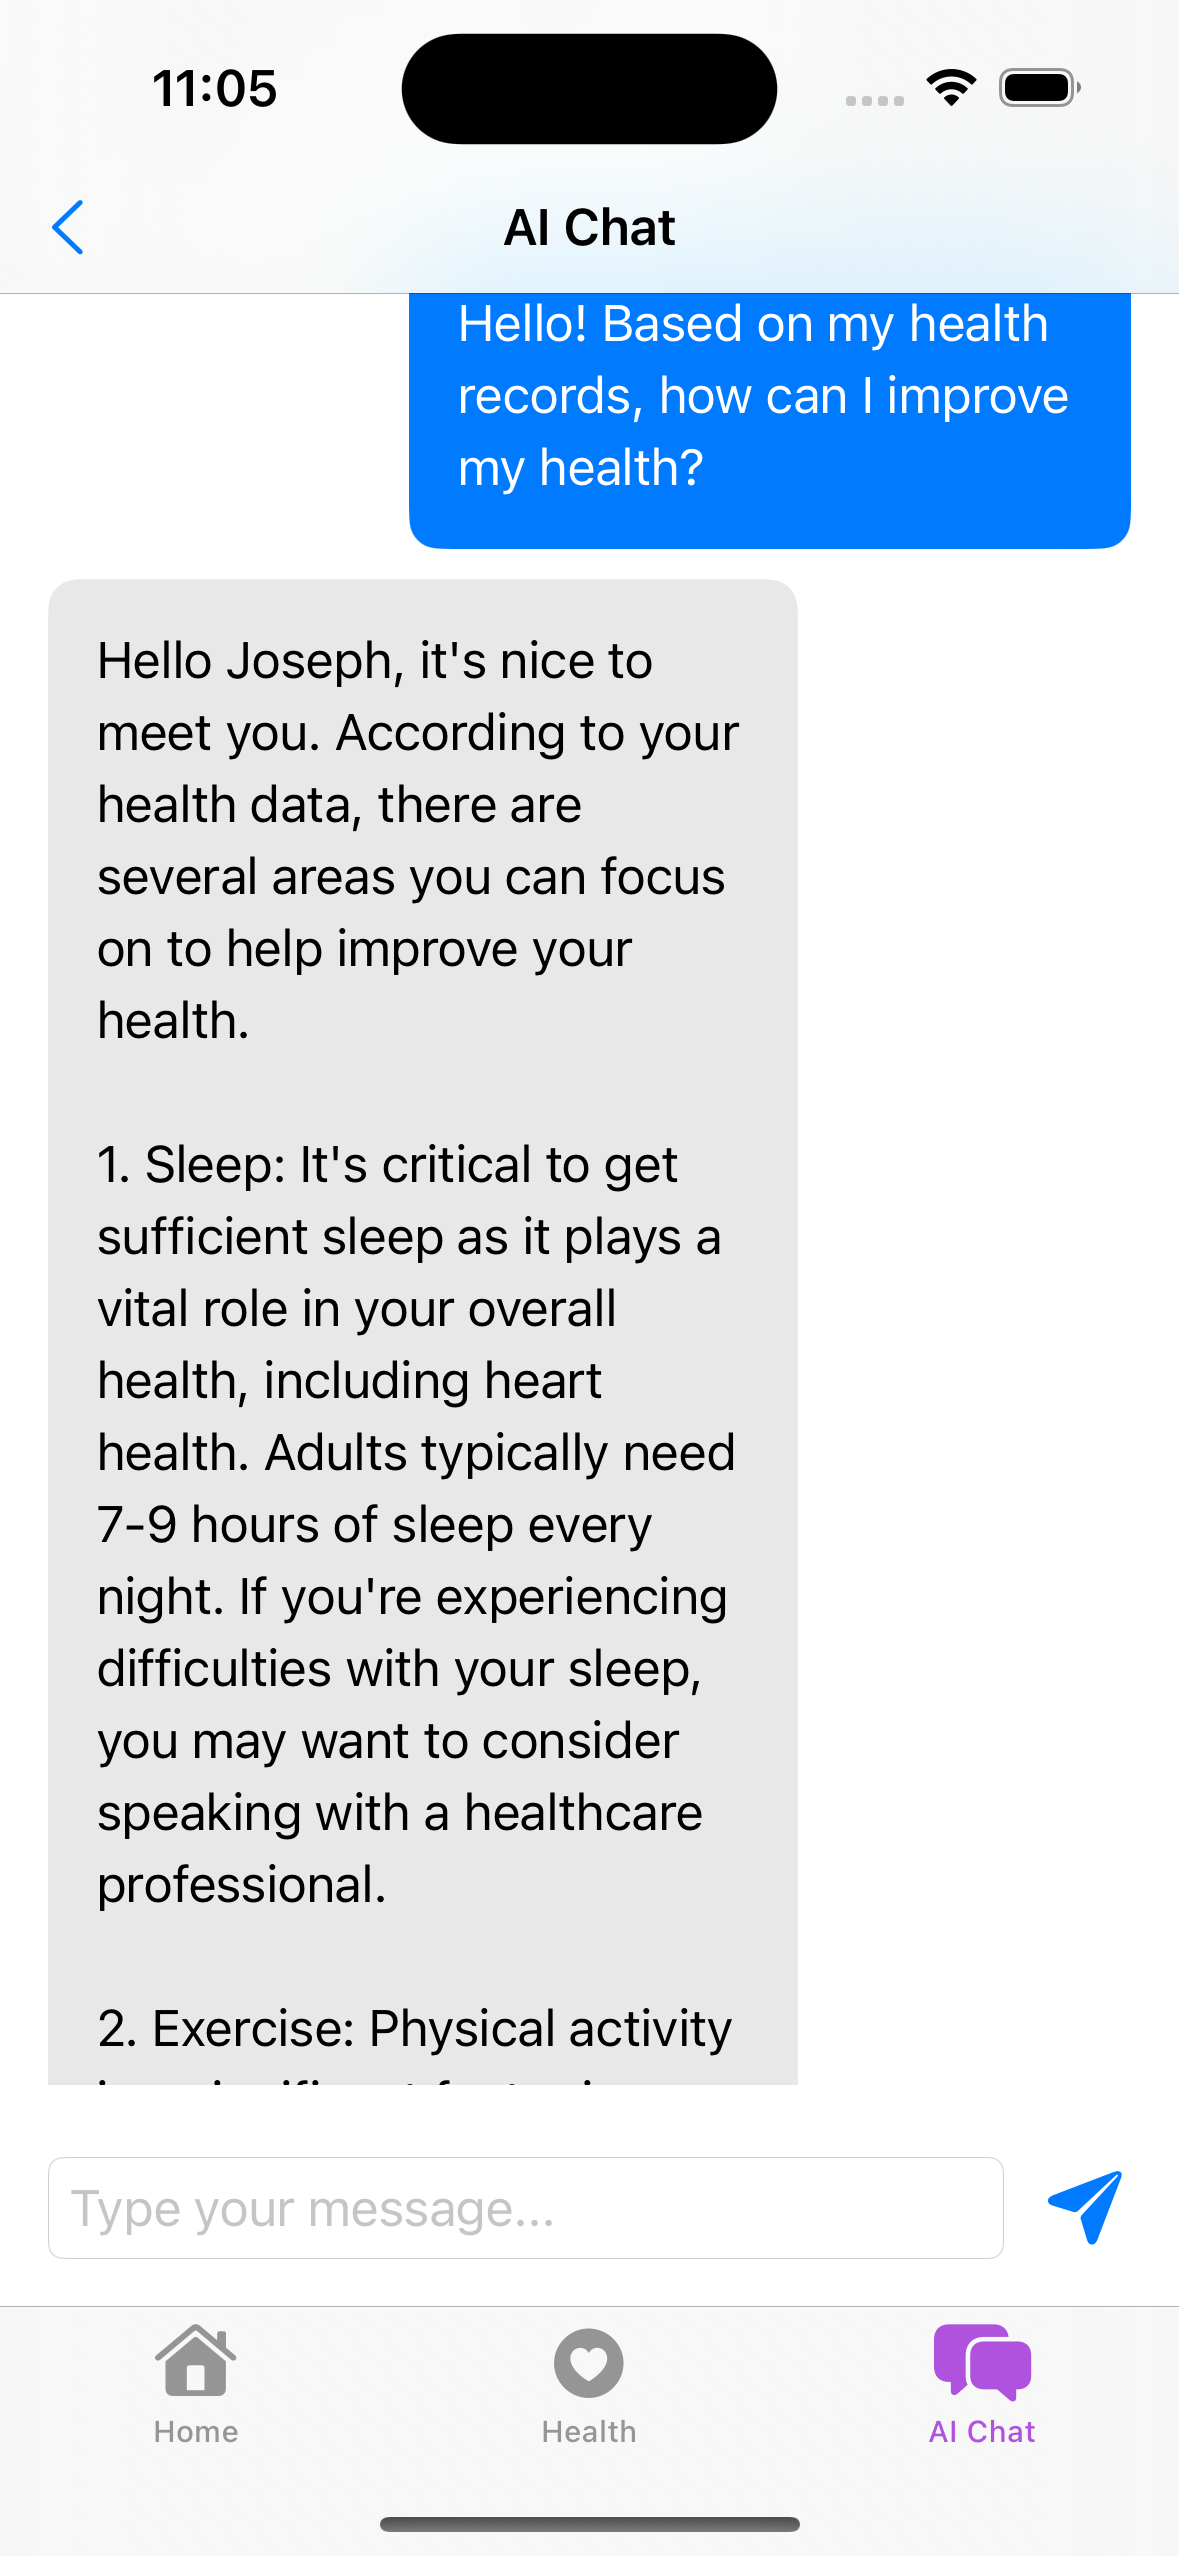 11:05
AI Chat
Hello! Based on my health
records, how can I improve
my health?
Hello Joseph, it's nice to
meet you. According to your
health data, there are
several areas you can focus
on to help improve your
health.
1. Sleep: It's critical to get
sufficient sleep as it plays a
vital role in your overall
health, including heart
health. Adults typically need
7-9 hours of sleep every
night. If you're experiencing
difficulties with your sleep,
you may want to consider
speaking with a healthcare
professional.
2. Exercise: Physical activity
Type your message...
Home
Health
AI Chat